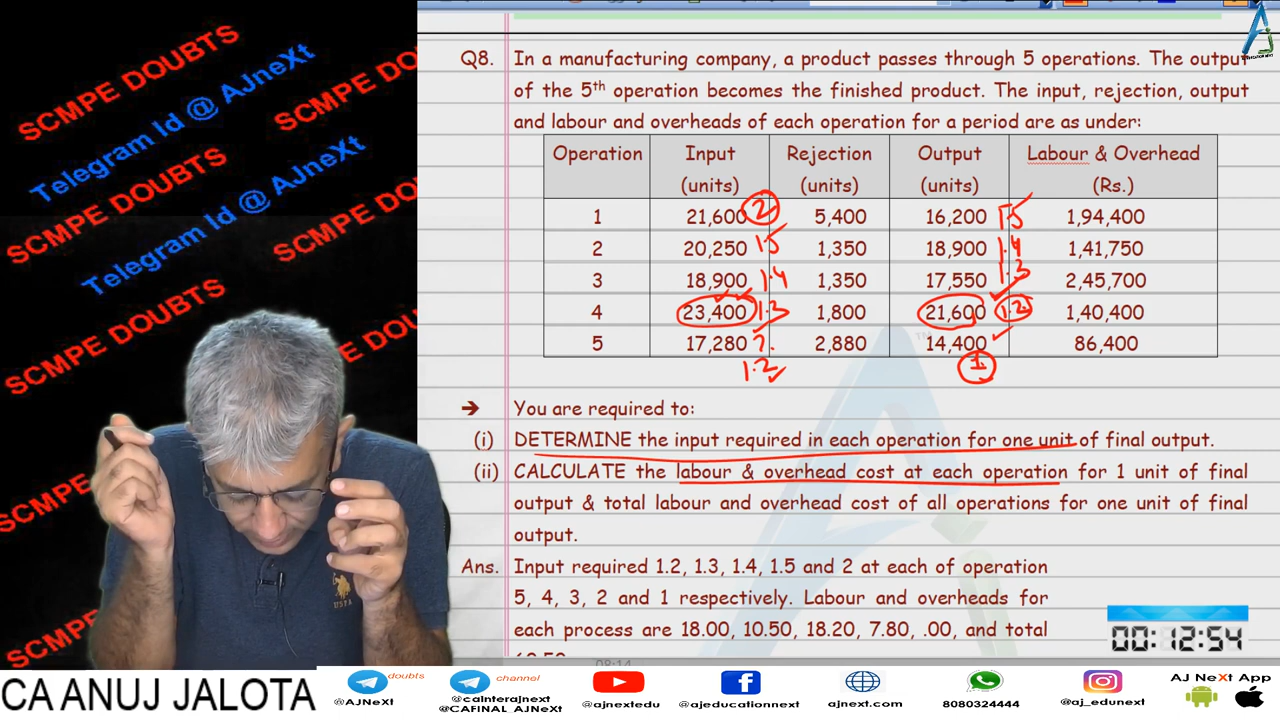 SCMPE DOUBTS
Telegram Id @ AJneXt
SCMPE DOUBTS
Telegram Id @ AJneXt
SCMPE DOUBTS
SCMPE DOUBTS
SCMPE DOUBTS
Q8. In a manufacturing company, a product passes through 5 operations. The output
of the 5th operation becomes the finished product. The input, rejection, output
and labour and overheads of each operation for a period are as under:
Operation Input (units) Rejection (units) Output (units) Labour & Overhead (Rs.)
1 21,600 2 5,400 16,200 1.5 1,94,400
2 20,250 1.5 1,350 18,900 1.4 1,41,750
3 18,900 1.4 1,350 17,550 1.3 2,45,700
4 23,400 1.3 1,800 21,600 1.2 1,40,400
5 17,280 ?. 2,880 14,400 86,400
1.2 1.
→ You are required to:
(i) DETERMINE the input required in each operation for one unit of final output.
(ii) CALCULATE the labour & overhead cost at each operation for 1 unit of final
output & total labour and overhead cost of all operations for one unit of final
output.
Ans. Input required 1.2, 1.3, 1.4, 1.5 and 2 at each of operation
5, 4, 3, 2 and 1 respectively. Labour and overheads for
each process are 18.00, 10.50, 18.20, 7.80, .00, and total
08:14
00:12:54
U.S. POLO
USPA
CA ANUJ JALOTA
doubts
@AJNeXt
channel
@cainterajnext
@CAFINAL_AJNeXt
@ajnextedu
@ajeducationnext
ajnext.com
8080324444
@aj_edunext
AJ NeXt App